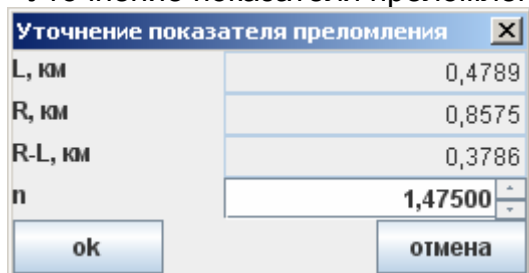 Уточнение показателя преломления
L, км 0,4789
R, км 0,8575
R-L, км 0,3786
n 1,47500
ok отмена